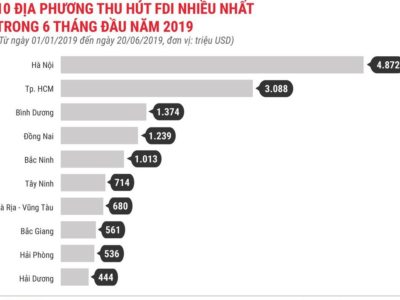 10 ĐỊA PHƯƠNG THU HÚT FDI NHIỀU NHẤT
TRONG 6 THÁNG ĐẦU NĂM 2019
(Từ ngày 01/01/2019 đến ngày 20/06/2019, đơn vị: triệu USD)
Hà Nội 4.872
Tp. HCM 3.088
Bình Dương 1.374
Đồng Nai 1.239
Bắc Ninh 1.013
Tây Ninh 714
à Rịa - Vũng Tàu 680
Bắc Giang 561
Hải Phòng 536
Hải Dương 444